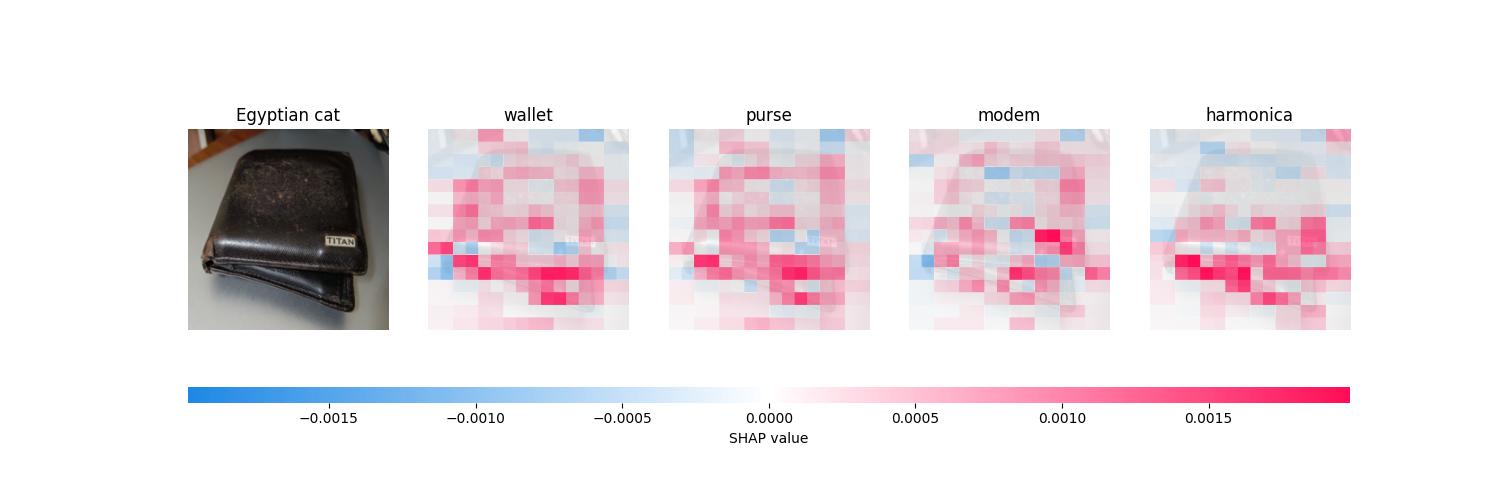 Egyptian cat
wallet
purse
modem
harmonica
TITAN
−0.0015
−0.0010
−0.0005
0.0000
0.0005
0.0010
0.0015
SHAP value